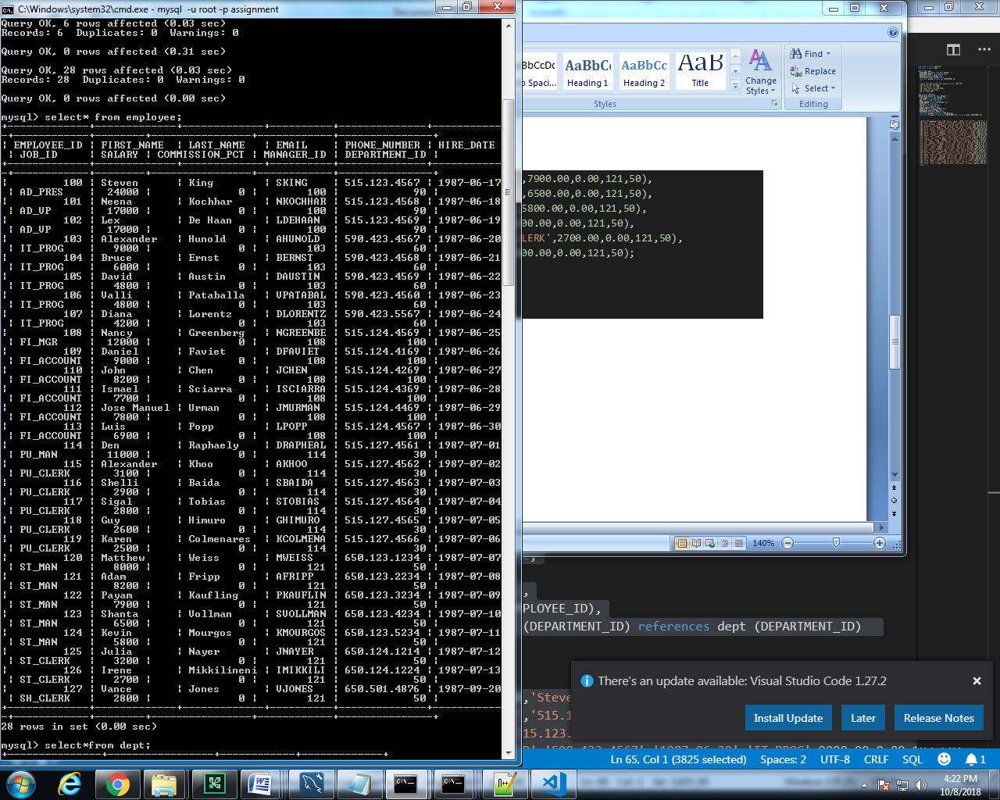 C:\Windows\system32\cmd.exe - mysql  -u root -p assignment
Query OK, 6 rows affected (0.03 sec)
Records: 6  Duplicates: 0  Warnings: 0
Query OK, 0 rows affected (0.31 sec)
Query OK, 28 rows affected (0.03 sec)
Records: 28  Duplicates: 0  Warnings: 0
Query OK, 0 rows affected (0.00 sec)
mysql> select* from employee;
| EMPLOYEE_ID | FIRST_NAME  | LAST_NAME   | EMAIL    | PHONE_NUMBER | HIRE_DATE
| JOB_ID     | SALARY | COMMISSION_PCT | MANAGER_ID | DEPARTMENT_ID |
|         100 | Steven      | King        | SKING    | 515.123.4567 | 1987-06-17
| AD_PRES    |  24000 |              0 |        100 |            90 |
|         101 | Neena       | Kochhar     | NKOCHHAR | 515.123.4568 | 1987-06-18
| AD_VP      |  17000 |              0 |        100 |            90 |
|         102 | Lex         | De Haan     | LDEHAAN  | 515.123.4569 | 1987-06-19
| AD_VP      |  17000 |              0 |        100 |            90 |
|         103 | Alexander   | Hunold      | AHUNOLD  | 590.423.4567 | 1987-06-20
| IT_PROG    |   9000 |              0 |        103 |            60 |
|         104 | Bruce       | Ernst       | BERNST   | 590.423.4568 | 1987-06-21
| IT_PROG    |   6000 |              0 |        103 |            60 |
|         105 | David       | Austin      | DAUSTIN  | 590.423.4569 | 1987-06-22
| IT_PROG    |   4800 |              0 |        103 |            60 |
|         106 | Valli       | Pataballa   | VPATABAL | 590.423.4560 | 1987-06-23
| IT_PROG    |   4800 |              0 |        103 |            60 |
|         107 | Diana       | Lorentz     | DLORENTZ | 590.423.5567 | 1987-06-24
| IT_PROG    |   4200 |              0 |        103 |            60 |
|         108 | Nancy       | Greenberg   | NGREENBE | 515.124.4569 | 1987-06-25
| FI_MGR     |  12000 |              0 |        108 |           100 |
|         109 | Daniel      | Faviet      | DFAVIET  | 515.124.4169 | 1987-06-26
| FI_ACCOUNT |   9000 |              0 |        108 |           100 |
|         110 | John        | Chen        | JCHEN    | 515.124.4269 | 1987-06-27
| FI_ACCOUNT |   8200 |              0 |        108 |           100 |
|         111 | Ismael      | Sciarra     | ISCIARRA | 515.124.4369 | 1987-06-28
| FI_ACCOUNT |   7700 |              0 |        108 |           100 |
|         112 | Jose Manuel | Urman       | JMURMAN  | 515.124.4469 | 1987-06-29
| FI_ACCOUNT |   7800 |              0 |        108 |           100 |
|         113 | Luis        | Popp        | LPOPP    | 515.124.4567 | 1987-06-30
| FI_ACCOUNT |   6900 |              0 |        108 |           100 |
|         114 | Den         | Raphaely    | DRAPHEAL | 515.127.4561 | 1987-07-01
| PU_MAN     |  11000 |              0 |        114 |            30 |
|         115 | Alexander   | Khoo        | AKHOO    | 515.127.4562 | 1987-07-02
| PU_CLERK   |   3100 |              0 |        114 |            30 |
|         116 | Shelli      | Baida       | SBAIDA   | 515.127.4563 | 1987-07-03
| PU_CLERK   |   2900 |              0 |        114 |            30 |
|         117 | Sigal       | Tobias      | STOBIAS  | 515.127.4564 | 1987-07-04
| PU_CLERK   |   2800 |              0 |        114 |            30 |
|         118 | Guy         | Himuro      | GHIMURO  | 515.127.4565 | 1987-07-05
| PU_CLERK   |   2600 |              0 |        114 |            30 |
|         119 | Karen       | Colmenares  | KCOLMENA | 515.127.4566 | 1987-07-06
| PU_CLERK   |   2500 |              0 |        114 |            30 |
|         120 | Matthew     | Weiss       | MWEISS   | 650.123.1234 | 1987-07-07
| ST_MAN     |   8000 |              0 |        121 |            50 |
|         121 | Adam        | Fripp       | AFRIPP   | 650.123.2234 | 1987-07-08
| ST_MAN     |   8200 |              0 |        121 |            50 |
|         122 | Payam       | Kaufling    | PKAUFLIN | 650.123.3234 | 1987-07-09
| ST_MAN     |   7900 |              0 |        121 |            50 |
|         123 | Shanta      | Vollman     | SVOLLMAN | 650.123.4234 | 1987-07-10
| ST_MAN     |   6500 |              0 |        121 |            50 |
|         124 | Kevin       | Mourgos     | KMOURGOS | 650.123.5234 | 1987-07-11
| ST_MAN     |   5800 |              0 |        121 |            50 |
|         125 | Julia       | Nayer       | JNAYER   | 650.124.1214 | 1987-07-12
| ST_CLERK   |   3200 |              0 |        121 |            50 |
|         126 | Irene       | Mikkilineni | IMIKKILI | 650.124.1224 | 1987-07-13
| ST_CLERK   |   2700 |              0 |        121 |            50 |
|         127 | Vance       | Jones       | VJONES   | 650.501.4876 | 1987-09-20
| SH_CLERK   |   2800 |              0 |        121 |            50 |
28 rows in set (0.00 sec)
mysql> select*from dept;
AaBbC AaBbCc AaB
Heading 1 Heading 2 Title
Change Styles
Styles
Find
Replace
Select
Editing
,7900.00,0.00,121,50),
,6500.00,0.00,121,50),
5800.00,0.00,121,50),
00.00,0.00,121,50),
LERK',2700.00,0.00,121,50),
00.00,0.00,121,50);
140%
PLOYEE_ID),
(DEPARTMENT_ID) references dept (DEPARTMENT_ID)
,'Steve
,'515.1
15.123.
There's an update available: Visual Studio Code 1.27.2
Install Update Later Release Notes
Ln 65, Col 1 (3825 selected) Spaces: 2 UTF-8 CRLF SQL 1
4:22 PM
10/8/2018